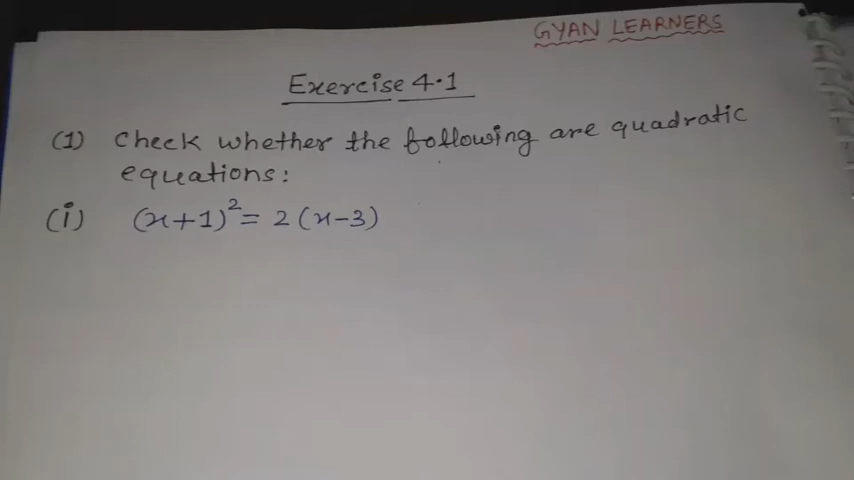 GYAN LEARNERS
Exercise 4.1
(1) Check whether the following are quadratic
equations:
(i) (x+1)² = 2(x-3)